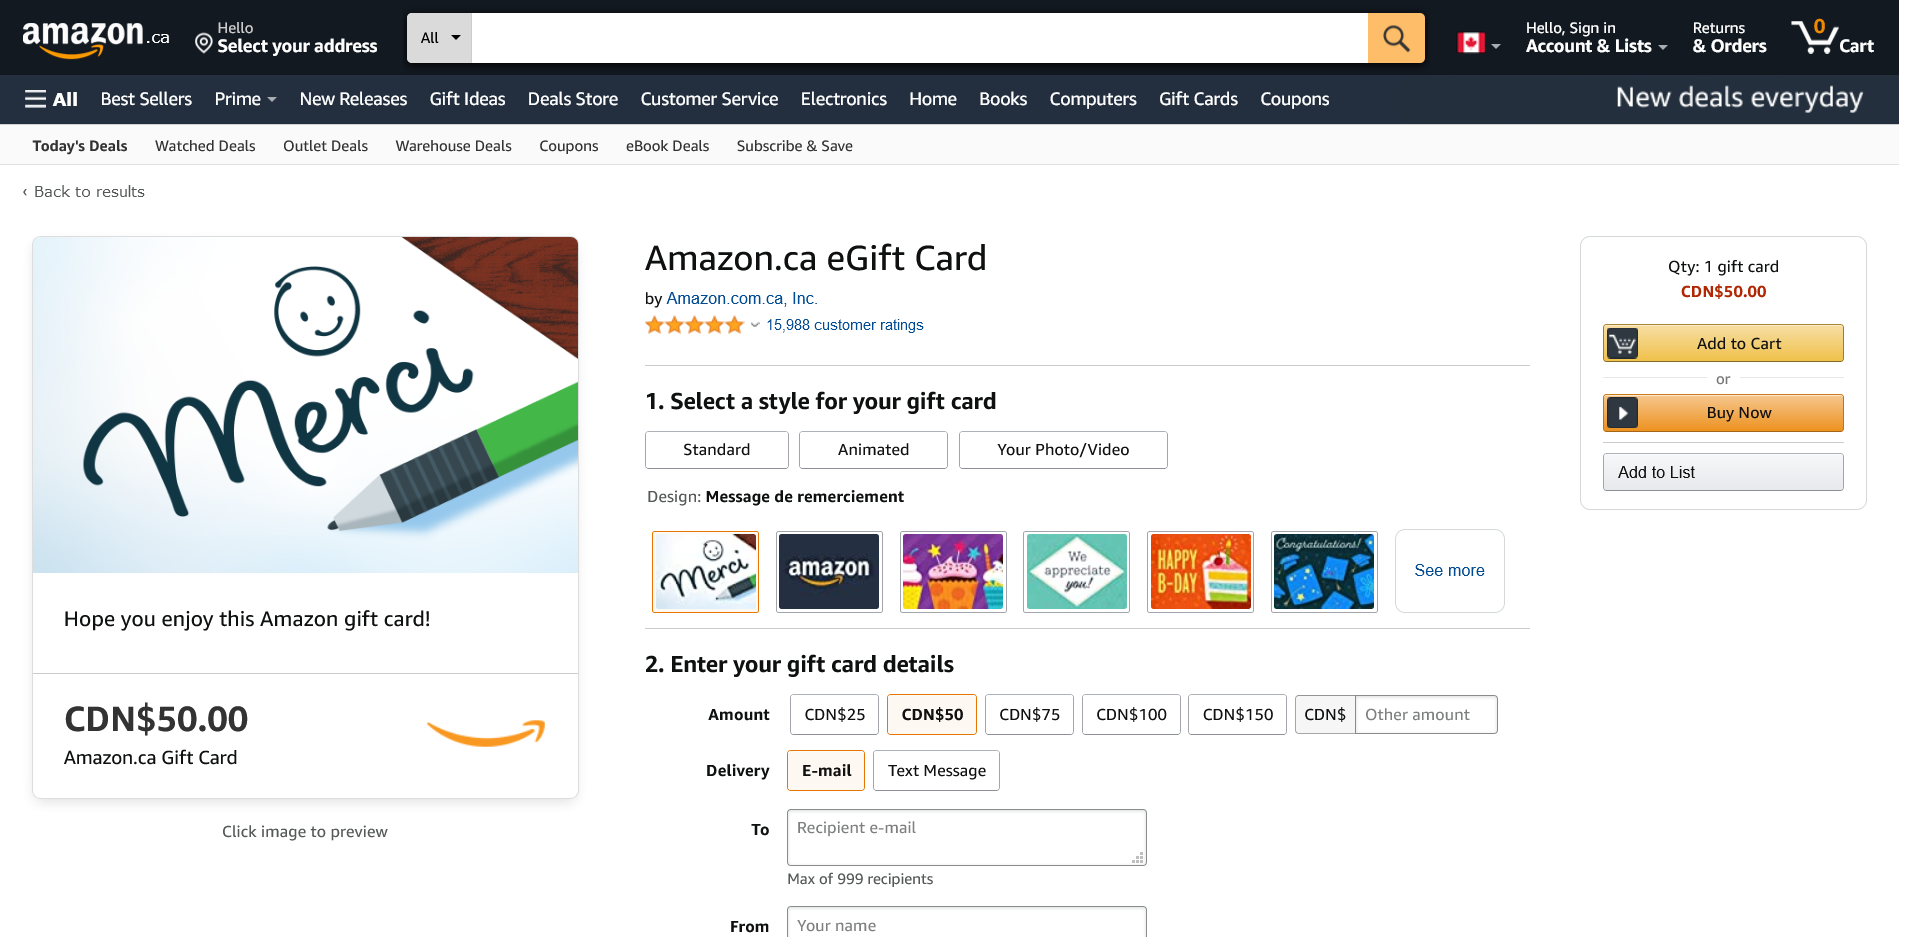 amazon.ca
Hello
Select your address
All
Hello, Sign in
Account & Lists
Returns
& Orders
0
Cart
All
Best Sellers
Prime
New Releases
Gift Ideas
Deals Store
Customer Service
Electronics
Home
Books
Computers
Gift Cards
Coupons
New deals everyday
Today's Deals
Watched Deals
Outlet Deals
Warehouse Deals
Coupons
eBook Deals
Subscribe & Save
‹ Back to results
Merci
Hope you enjoy this Amazon gift card!
CDN$50.00
Amazon.ca Gift Card
Click image to preview
Amazon.ca eGift Card
by Amazon.com.ca, Inc.
15,988 customer ratings
1. Select a style for your gift card
Standard
Animated
Your Photo/Video
Design: Message de remerciement
Merci
amazon
We
appreciate
you!
HAPPY
B-DAY
Congratulations!
See more
2. Enter your gift card details
Amount
CDN$25
CDN$50
CDN$75
CDN$100
CDN$150
CDN$
Other amount
Delivery
E-mail
Text Message
To
Recipient e-mail
Max of 999 recipients
From
Your name
Qty: 1 gift card
CDN$50.00
Add to Cart
or
Buy Now
Add to List